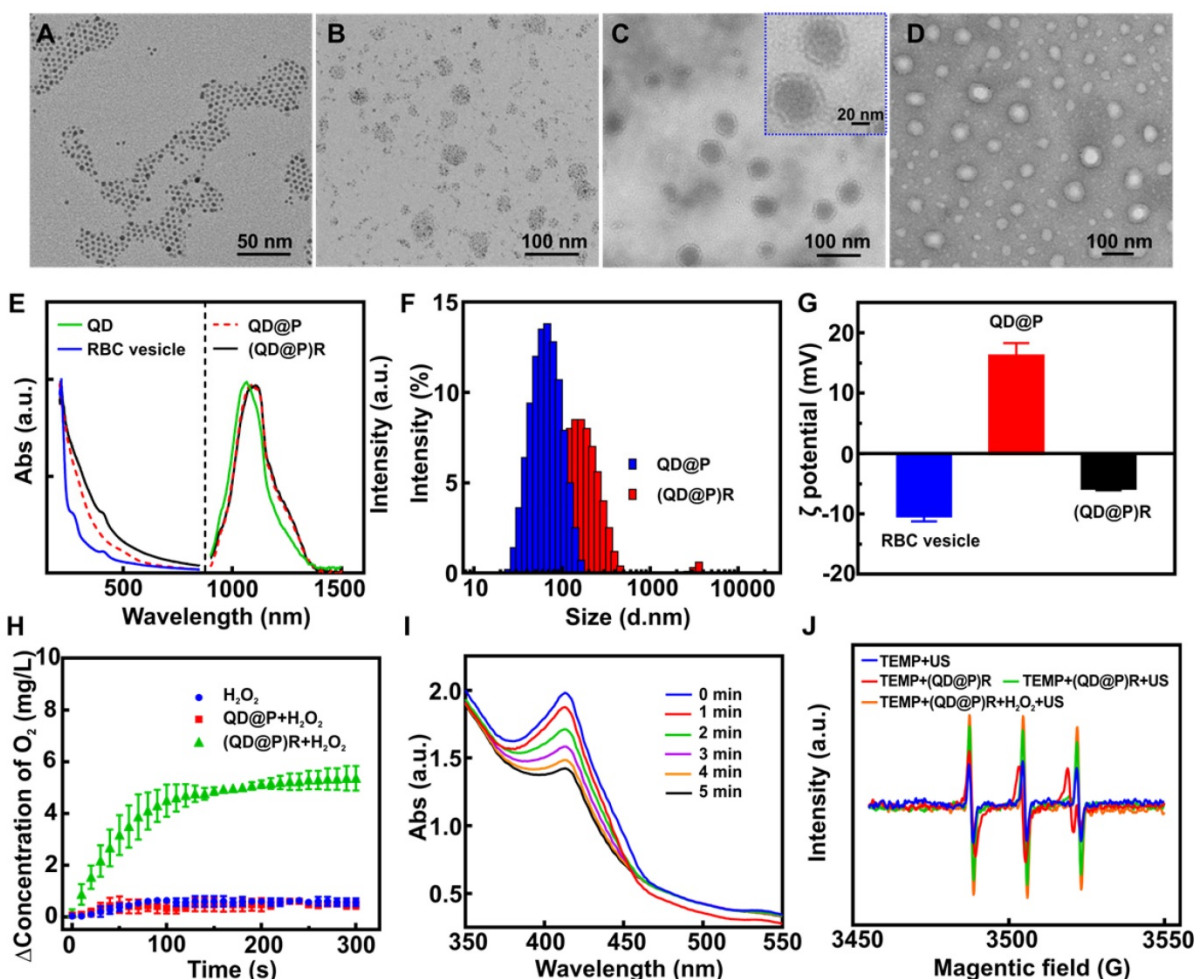 A
50 nm
B
100 nm
C
20 nm
100 nm
D
100 nm
E
QD
RBC vesicle
QD@P
(QD@P)R
Abs (a.u.)
Intensity (a.u.)
500
1000
1500
Wavelength (nm)
F
15
10
5
0
Intensity (%)
QD@P
(QD@P)R
10
100
1000
10000
Size (d.nm)
G
20
10
0
-10
-20
ζ potential (mV)
QD@P
RBC vesicle
(QD@P)R
H
10
8
6
4
2
0
ΔConcentration of O₂ (mg/L)
H₂O₂
QD@P+H₂O₂
(QD@P)R+H₂O₂
0
100
200
300
Time (s)
I
2.0
1.5
1.0
0.5
Abs (a.u.)
0 min
1 min
2 min
3 min
4 min
5 min
350
400
450
500
550
Wavelength (nm)
J
TEMP+US
TEMP+(QD@P)R
TEMP+(QD@P)R+US
TEMP+(QD@P)R+H₂O₂+US
Intensity (a.u.)
3450
3500
3550
Magentic field (G)